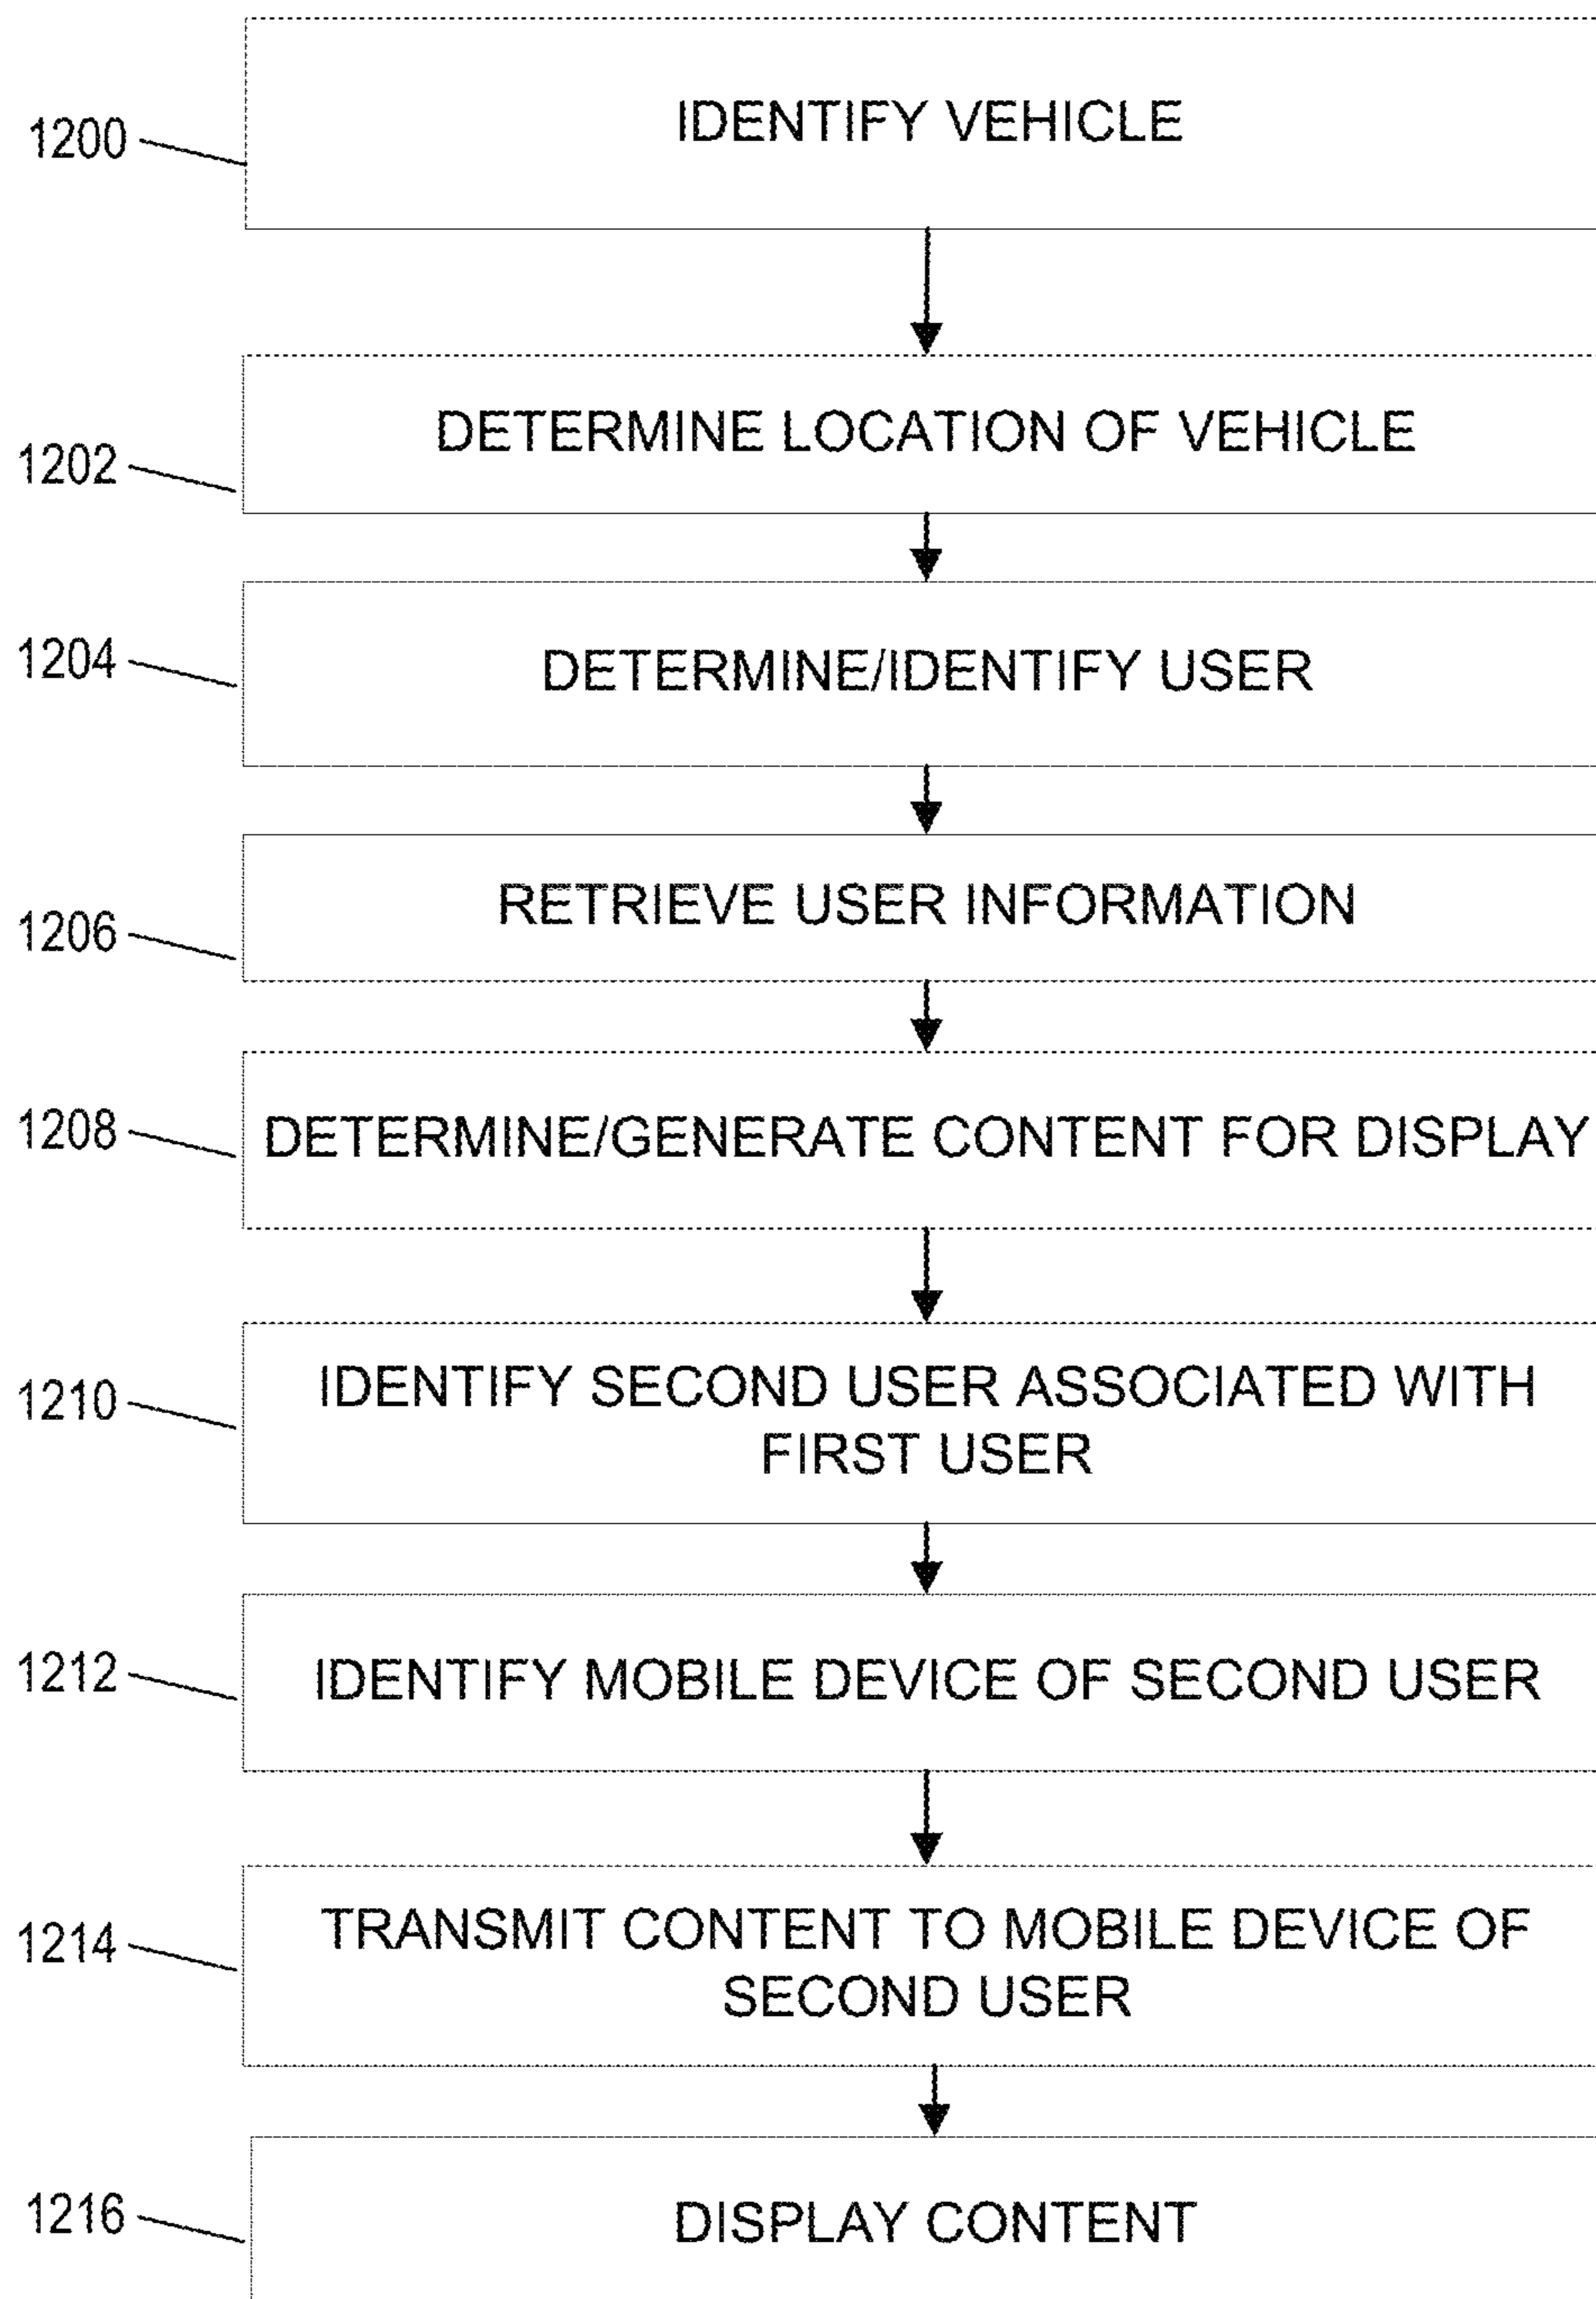 IDENTIFY VEHICLE
1200
DETERMINE LOCATION OF VEHICLE
1202
DETERMINE/IDENTIFY USER
1204
RETRIEVE USER INFORMATION
1206
DETERMINE/GENERATE CONTENT FOR DISPLAY
1208
IDENTIFY SECOND USER ASSOCIATED WITH
FIRST USER
1210
IDENTIFY MOBILE DEVICE OF SECOND USER
1212
TRANSMIT CONTENT TO MOBILE DEVICE OF
SECOND USER
1214
DISPLAY CONTENT
1216